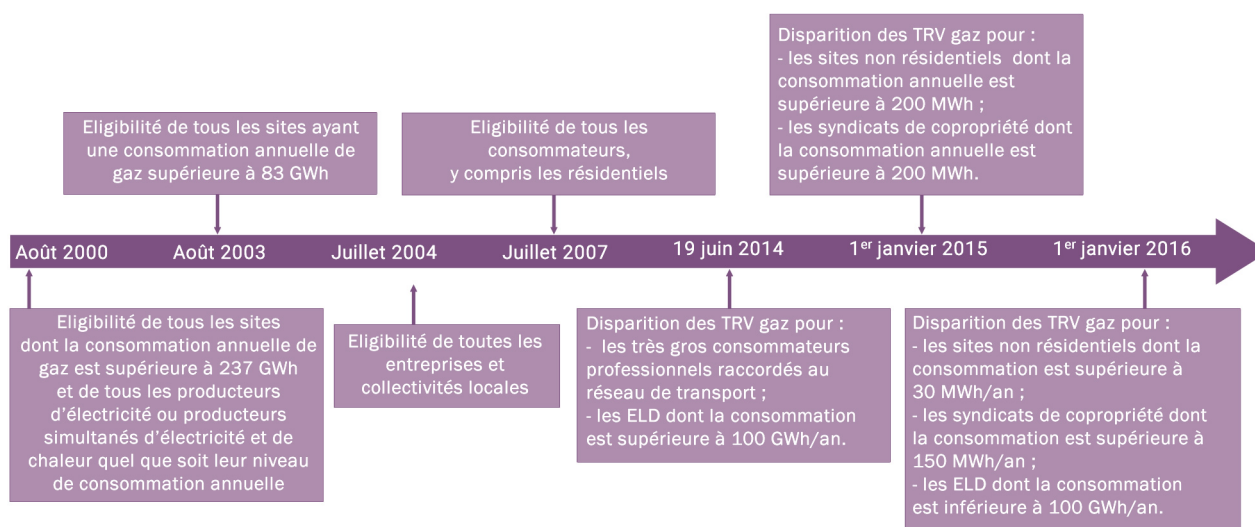 Disparition des TRV gaz pour :
- les sites non résidentiels dont la
consommation annuelle est
supérieure à 200 MWh ;
- les syndicats de copropriété dont
la consommation annuelle est
supérieure à 200 MWh.
Eligibilité de tous les sites ayant
une consommation annuelle de
gaz supérieure à 83 GWh
Eligibilité de tous les
consommateurs,
y compris les résidentiels
Août 2000
Août 2003
Juillet 2004
Juillet 2007
19 juin 2014
1er janvier 2015
1er janvier 2016
Eligibilité de tous les sites
dont la consommation annuelle de
gaz est supérieure à 237 GWh
et de tous les producteurs
d’électricité ou producteurs
simultanés d’électricité et de
chaleur quel que soit leur niveau
de consommation annuelle
Eligibilité de toutes les
entreprises et
collectivités locales
Disparition des TRV gaz pour :
- les très gros consommateurs
professionnels raccordés au
réseau de transport ;
- les ELD dont la consommation
est supérieure à 100 GWh/an.
Disparition des TRV gaz pour :
- les sites non résidentiels dont la
consommation est supérieure à
30 MWh/an ;
- les syndicats de copropriété dont
la consommation est supérieure à
150 MWh/an ;
- les ELD dont la consommation
est inférieure à 100 GWh/an.